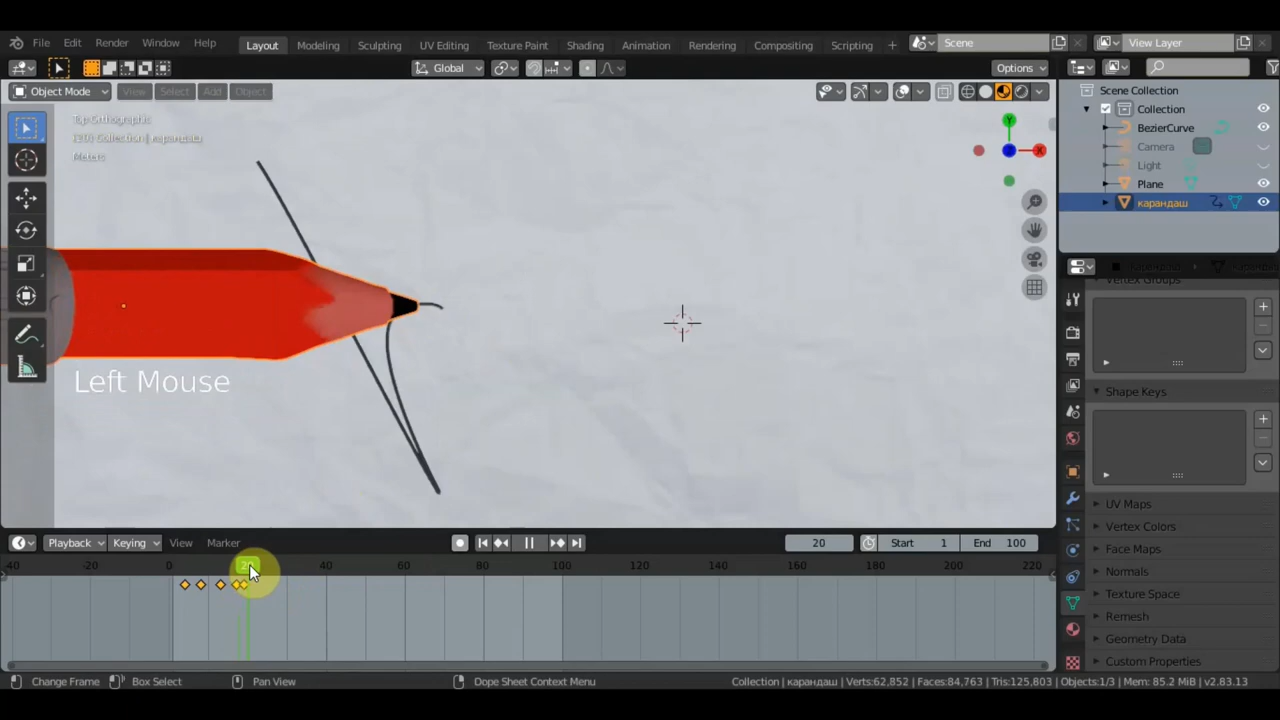 File Edit Render Window Help Layout Modeling Sculpting UV Editing Texture Paint Shading Animation Rendering Compositing Scripting + Scene View Layer
Global Options
Object Mode View Select Add Object
Scene Collection
Top Orthographic
Collection | карандаш
Meters
Y
X
Z
Collection
BezierCurve
Camera
Light
Plane
карандаш
Vertex Groups
Shape Keys
Left Mouse
UV Maps
Vertex Colors
Face Maps
Normals
Texture Space
Remesh
Geometry Data
Custom Properties
Playback Keying View Marker 20 Start 1 End 100
-20 0 20 40 60 80 100 120 140 160 180 200 220
Change Frame Box Select Pan View Dope Sheet Context Menu Collection | карандаш | Verts:62,852 | Faces:84,763 | Tris:125,803 | Objects:1/3 | Mem: 85.2 MiB | v2.83.13